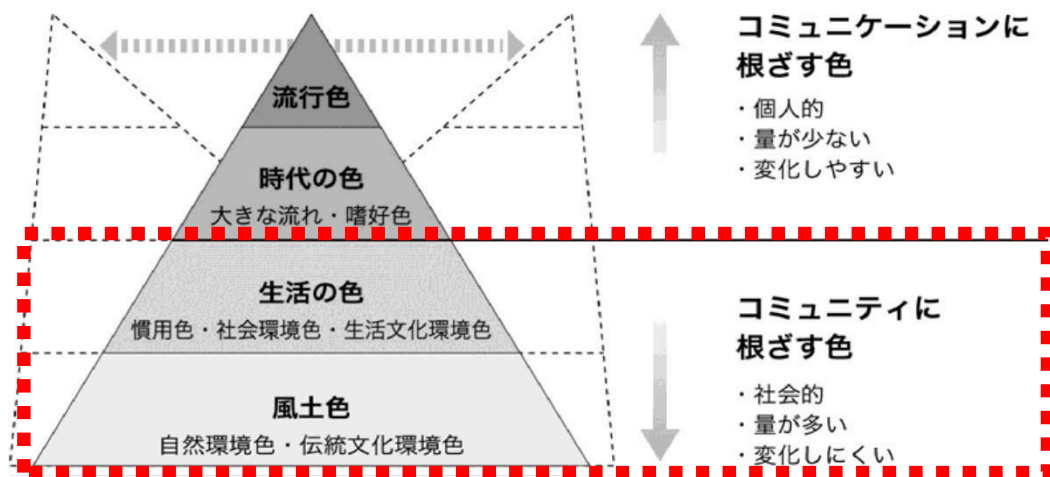 流行色
時代の色
大きな流れ・嗜好色
生活の色
慣用色・社会環境色・生活文化環境色
風土色
自然環境色・伝統文化環境色
コミュニケーションに
根ざす色
・個人的
・量が少ない
・変化しやすい
コミュニティに
根ざす色
・社会的
・量が多い
・変化しにくい